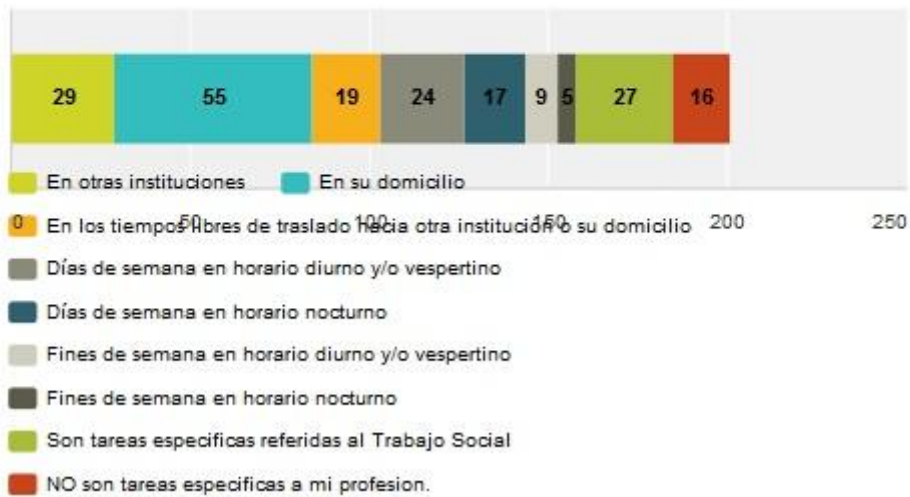 29 55 19 24 17 9 5 27 16
En otras instituciones En su domicilio
0 50 100 150 200 250
En los tiempos libres de traslado hacia otra institución o su domicilio
Días de semana en horario diurno y/o vespertino
Días de semana en horario nocturno
Fines de semana en horario diurno y/o vespertino
Fines de semana en horario nocturno
Son tareas especificas referidas al Trabajo Social
NO son tareas especificas a mi profesion.